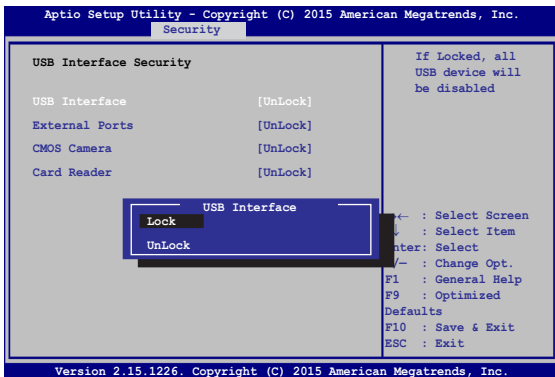 Aptio Setup Utility - Copyright (C) 2015 American Megatrends, Inc.
Security
USB Interface Security
USB Interface [UnLock]
External Ports [UnLock]
CMOS Camera [UnLock]
Card Reader [UnLock]
If Locked, all
USB device will
be disabled
USB Interface
Lock
UnLock
→← : Select Screen
↓ : Select Item
nter: Select
/— : Change Opt.
F1 : General Help
F9 : Optimized
Defaults
F10 : Save & Exit
ESC : Exit
Version 2.15.1226. Copyright (C) 2015 American Megatrends, Inc.